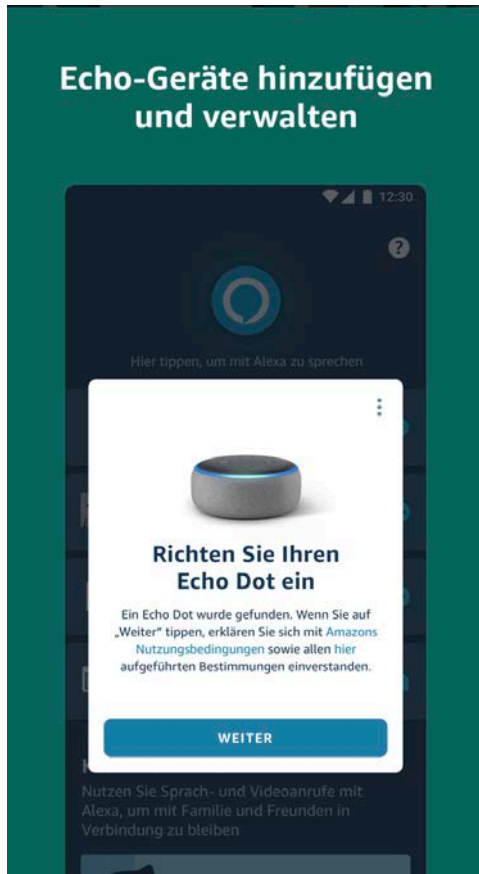 Echo-Geräte hinzufügen
und verwalten
12:30
?
Hier tippen, um mit Alexa zu sprechen
Richten Sie Ihren
Echo Dot ein
Ein Echo Dot wurde gefunden. Wenn Sie auf
„Weiter" tippen, erklären Sie sich mit Amazons
Nutzungsbedingungen sowie allen hier
aufgeführten Bestimmungen einverstanden.
WEITER
Nutzen Sie Sprach- und Videoanrufe mit
Alexa, um mit Familie und Freunden in
Verbindung zu bleiben